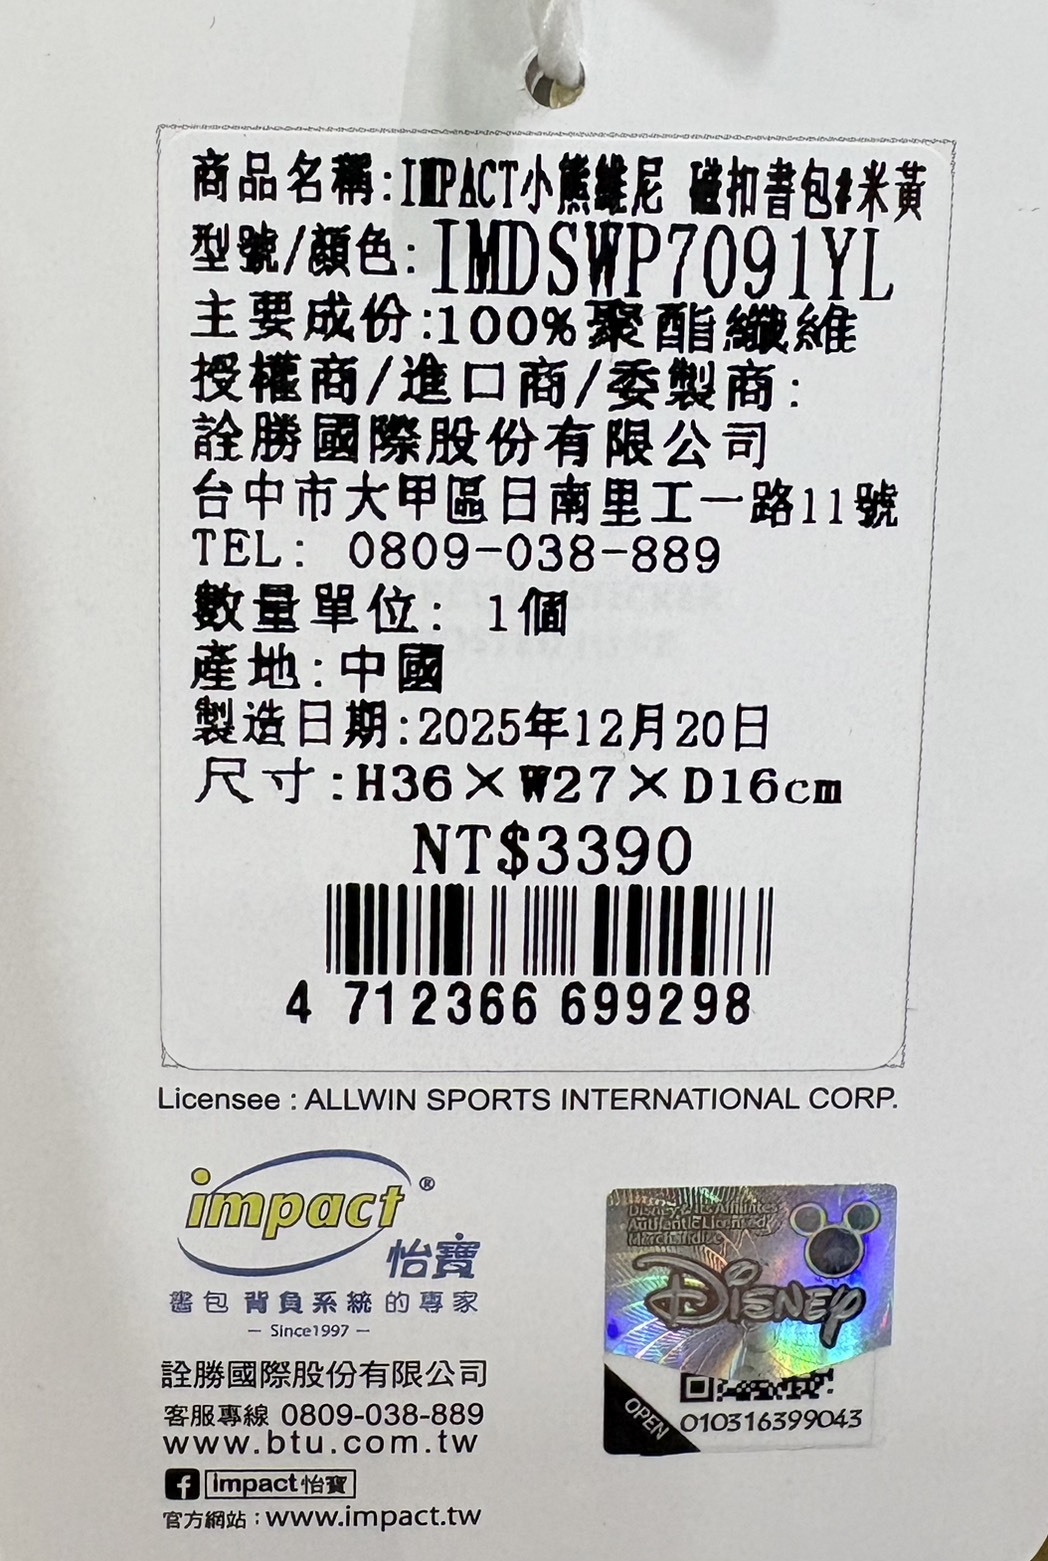 商品名稱:IMPACT小熊維尼 磁扣書包#米黃
型號/顏色:IMDSWP7091YL
主要成份:100%聚酯纖維
授權商/進口商/委製商:
詮勝國際股份有限公司
台中市大甲區日南里工一路11號
TEL: 0809-038-889
數量單位: 1個
產地:中國
製造日期:2025年12月20日
尺寸:H36×W27×D16cm
NT$3390
4 712366 699298
Licensee : ALLWIN SPORTS INTERNATIONAL CORP.
impact®
怡寶
書包 背負系統的專家
— Since1997 —
詮勝國際股份有限公司
客服專線 0809-038-889
www.btu.com.tw
impact怡寶
官方網站：www.impact.tw
Disney & Its Affiliates
Authentic Licensed
Merchandise
Disney
OPEN
010316399043